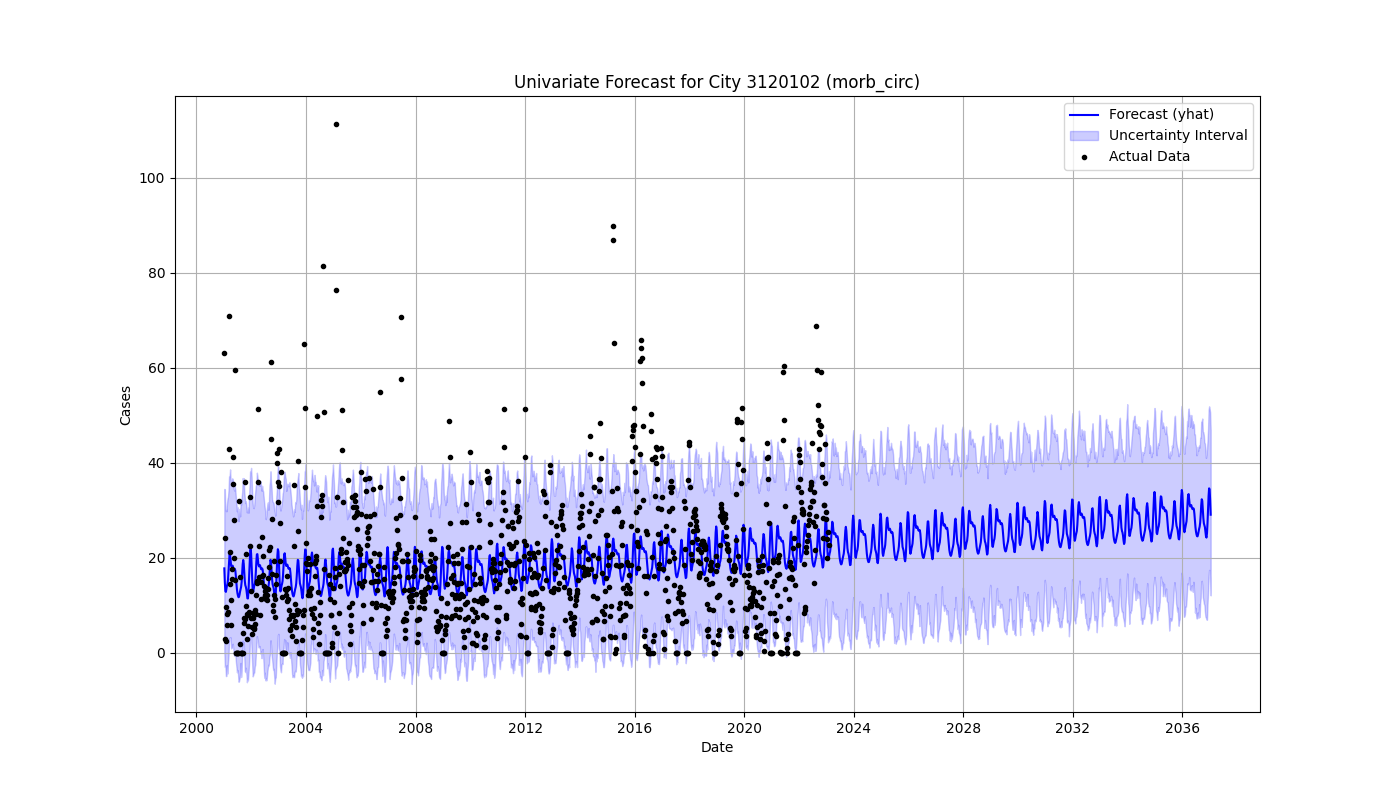 Univariate Forecast for City 3120102 (morb_circ)
Forecast (yhat)
Uncertainty Interval
Actual Data
Cases
100
80
60
40
20
0
2000 2004 2008 2012 2016 2020 2024 2028 2032 2036
Date